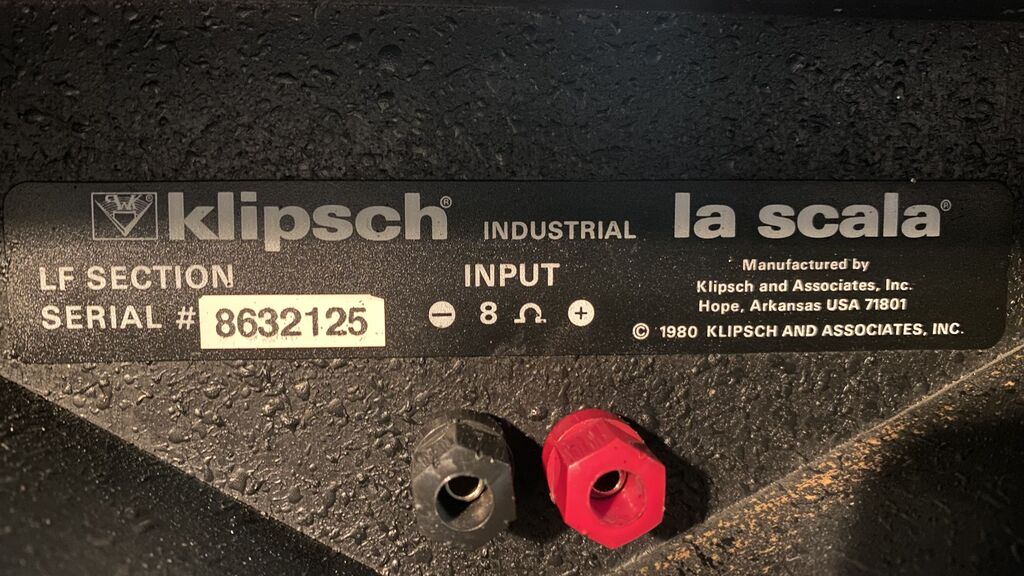 klipsch® INDUSTRIAL la scala®
LF SECTION
SERIAL # 8632125
INPUT
⊖ 8 Ω ⊕
Manufactured by
Klipsch and Associates, Inc.
Hope, Arkansas USA 71801
© 1980 KLIPSCH AND ASSOCIATES, INC.